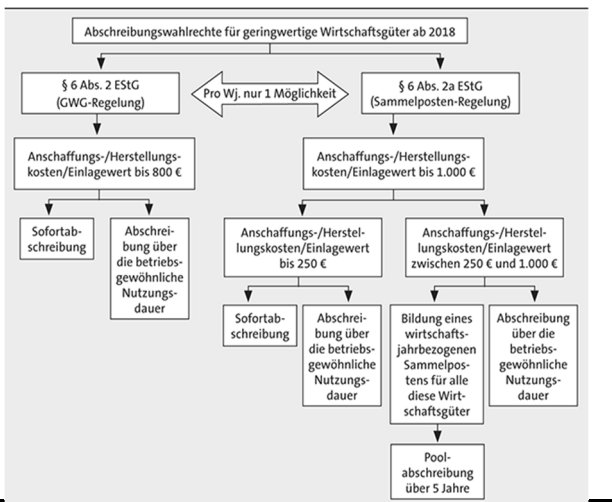 Abschreibungswahlrechte für geringwertige Wirtschaftsgüter ab 2018
§ 6 Abs. 2 EStG
(GWG-Regelung)
Pro Wj. nur 1 Möglichkeit
§ 6 Abs. 2a EStG
(Sammelposten-Regelung)
Anschaffungs-/Herstellungs-
kosten/Einlagewert bis 800 €
Anschaffungs-/Herstellungs-
kosten/Einlagewert bis 1.000 €
Sofortab-
schreibung
Abschrei-
bung über
die betriebs-
gewöhnliche
Nutzungs-
dauer
Anschaffungs-/Herstel-
lungskosten/Einlagewert
bis 250 €
Anschaffungs-/Herstel-
lungskosten/Einlagewert
zwischen 250 € und 1.000 €
Sofortab-
schreibung
Abschrei-
bung über
die betriebs-
gewöhnliche
Nutzungs-
dauer
Bildung eines
wirtschafts-
jahrbezogenen
Sammelpos-
tens für alle
diese Wirt-
schaftsgüter
Abschreibung
über die
betriebs-
gewöhnliche
Nutzungs-
dauer
Pool-
abschreibung
über 5 Jahre